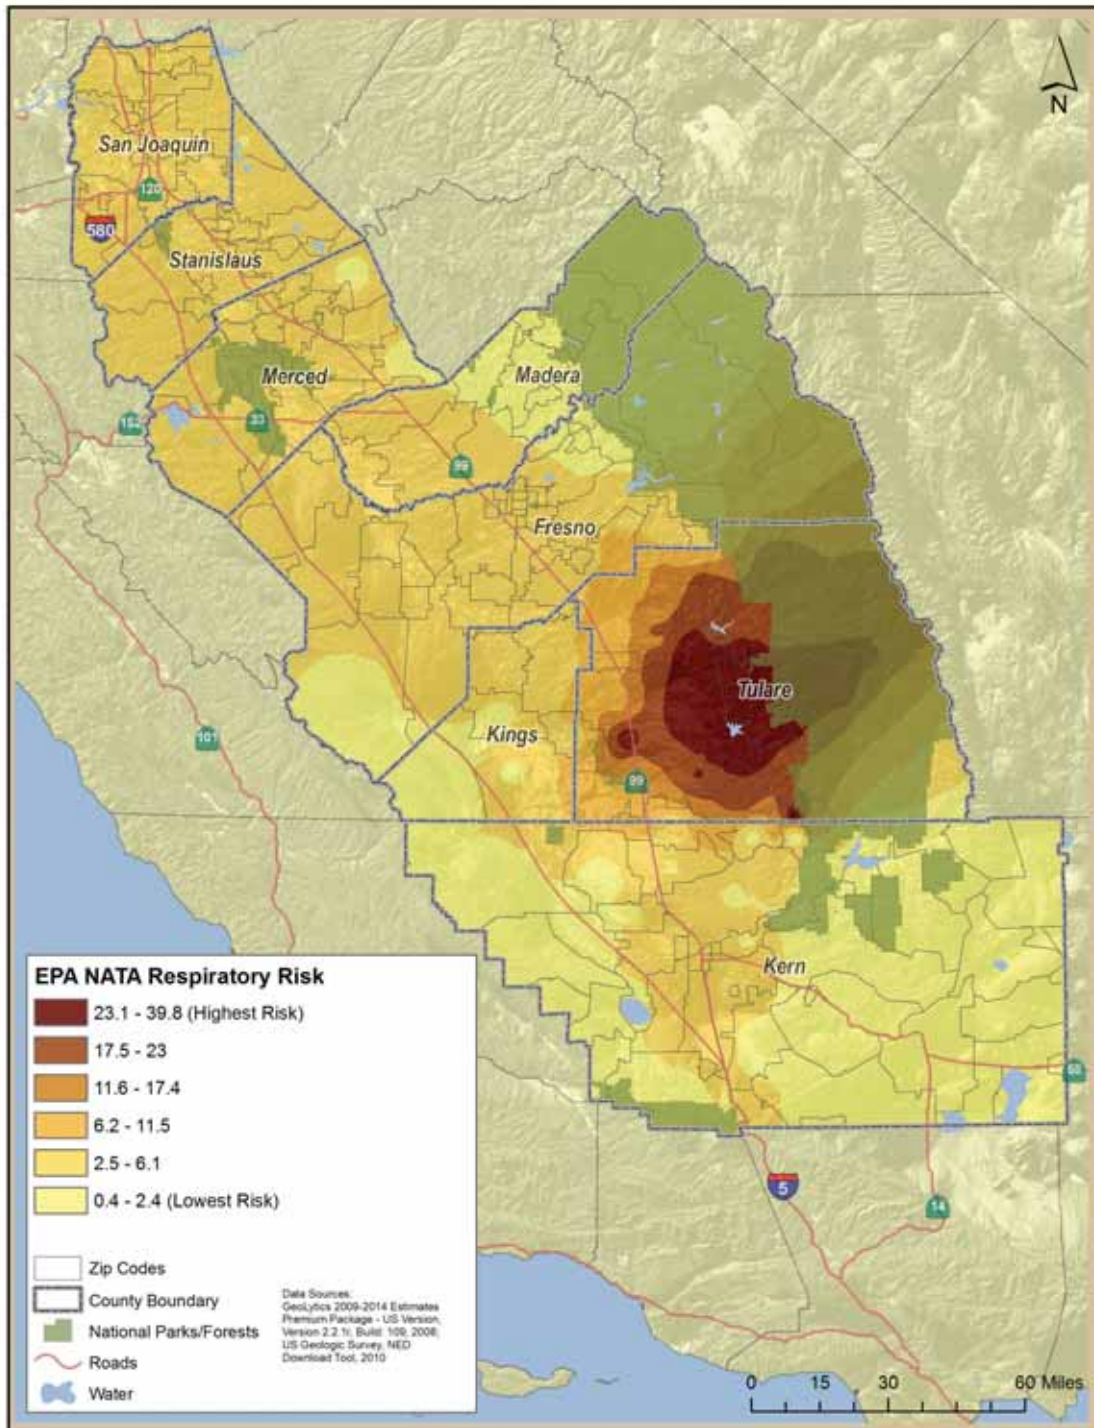 N
San Joaquin
120
580
Stanislaus
Merced
Madera
152
33
99
Fresno
Tulare
Kings
101
99
Kern
58
5
14
EPA NATA Respiratory Risk
23.1 - 39.8 (Highest Risk)
17.5 - 23
11.6 - 17.4
6.2 - 11.5
2.5 - 6.1
0.4 - 2.4 (Lowest Risk)
Zip Codes
County Boundary
National Parks/Forests
Roads
Water
Data Sources:
GeoLytics 2009-2014 Estimates
Premium Package - US Version,
Version 2.2.1r, Build: 109, 2008;
US Geologic Survey, NED
Download Tool, 2010
0 15 30 60 Miles